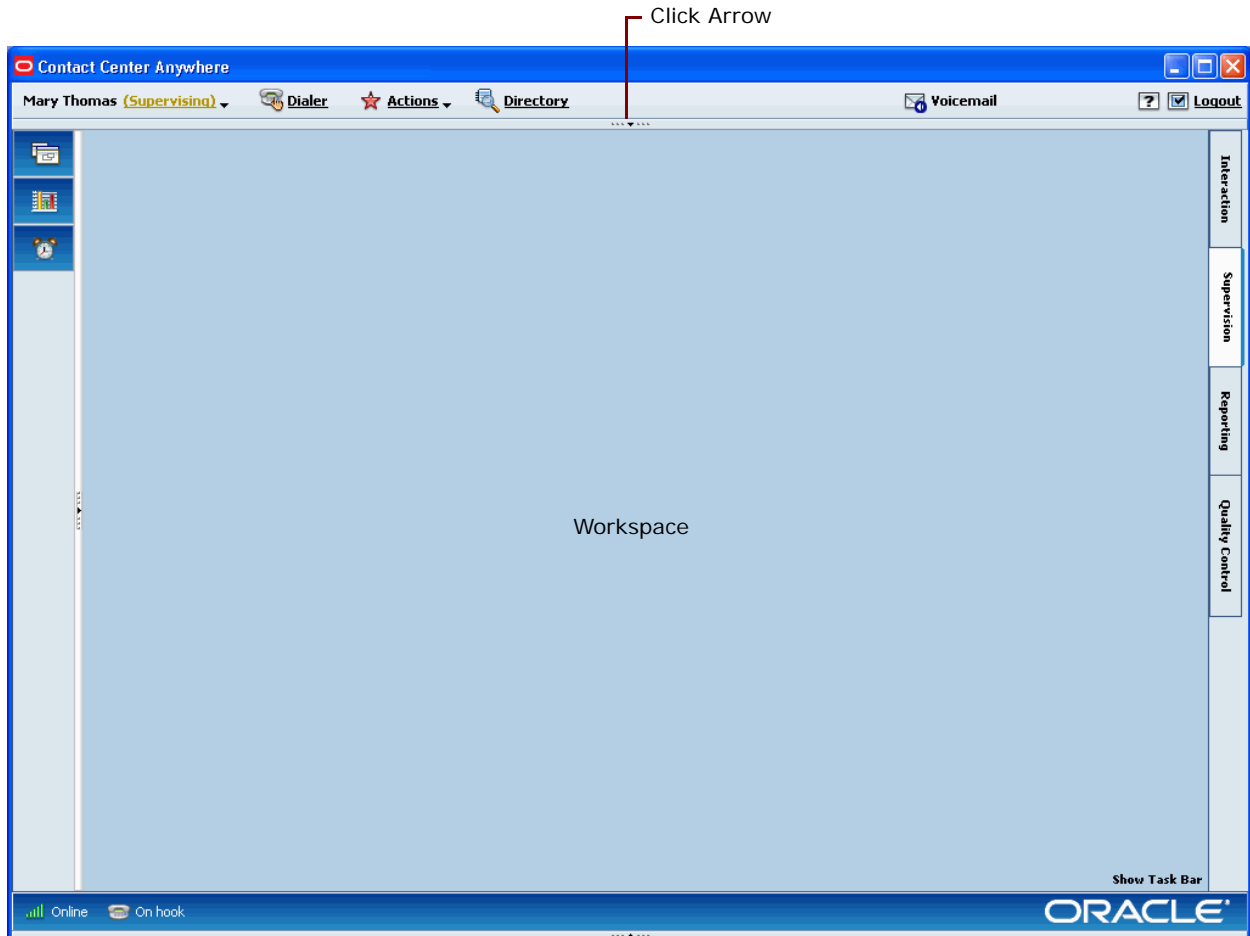 Click Arrow
Contact Center Anywhere
Mary Thomas (Supervising) Dialer Actions Directory Voicemail ? Logout
Interaction
Supervision
Reporting
Quality Control
Workspace
Show Task Bar
Online On hook ORACLE